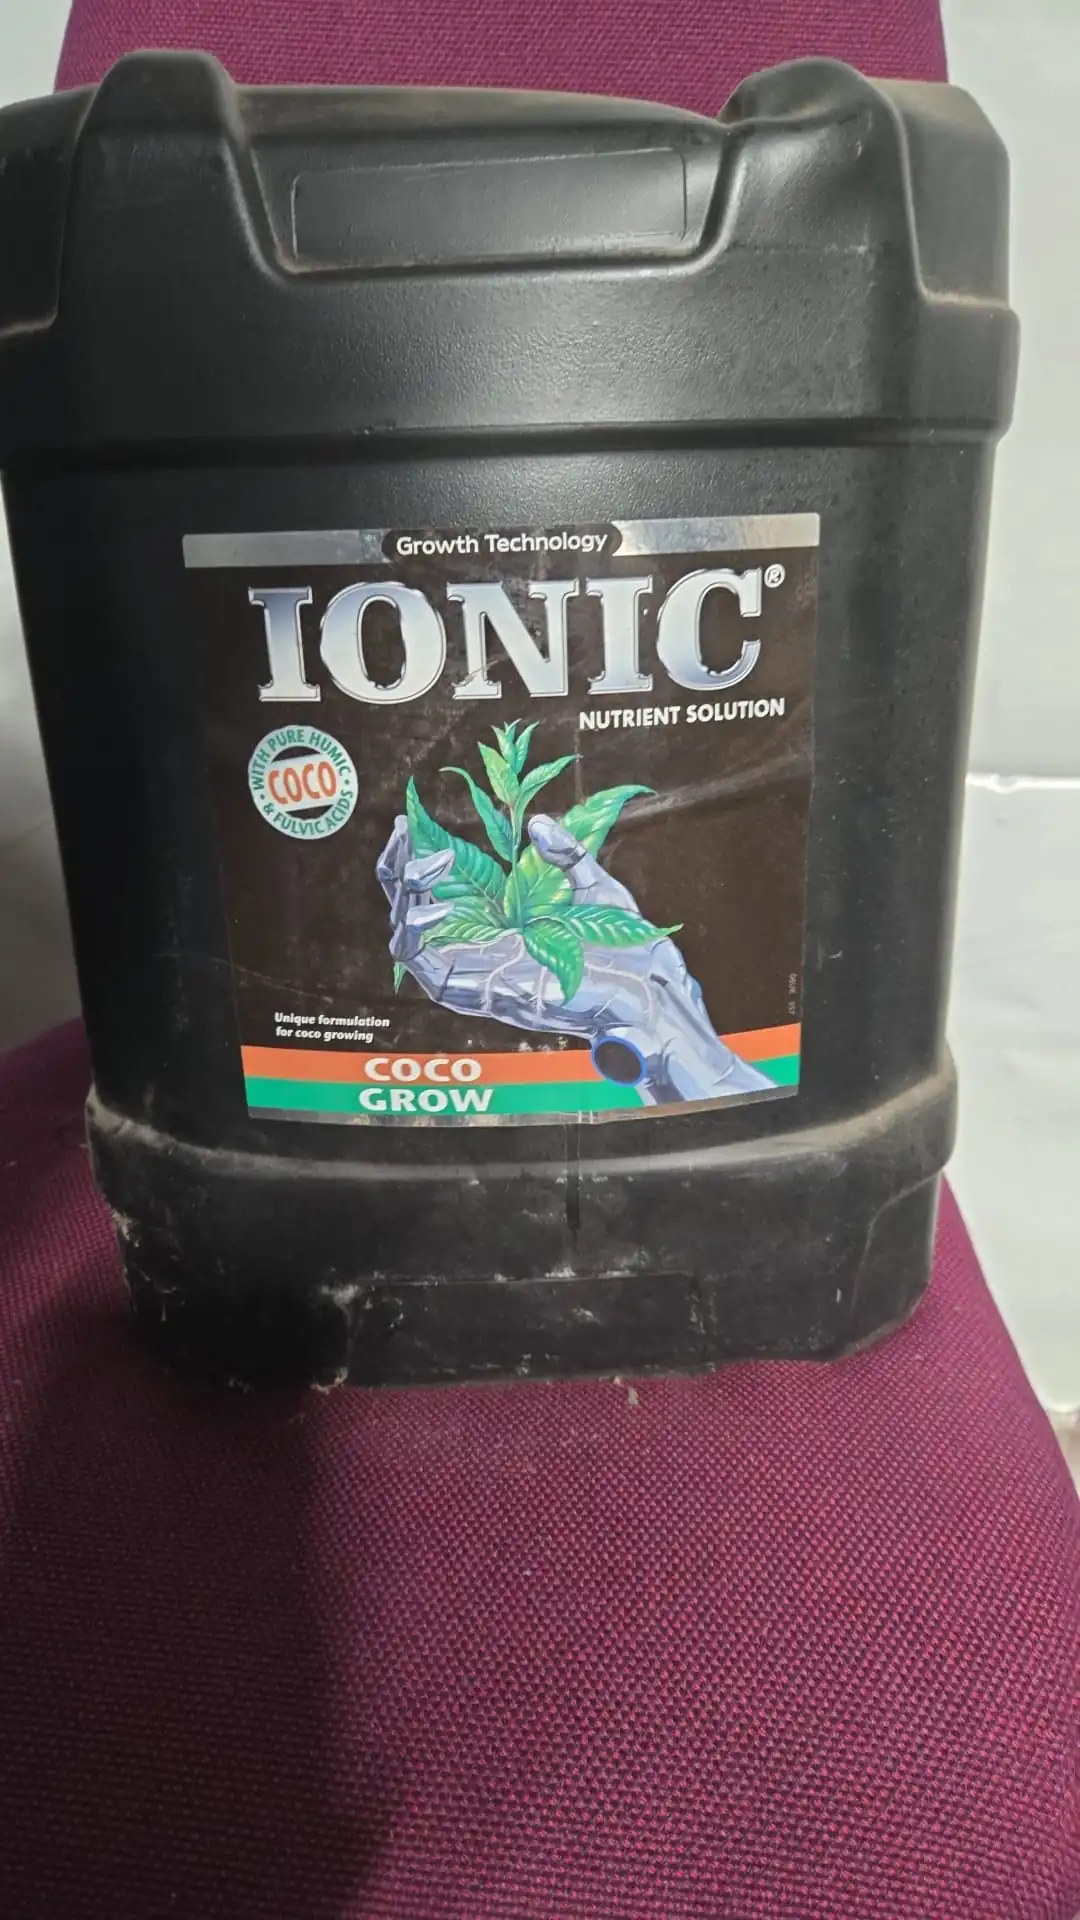 Growth Technology
IONIC®
NUTRIENT SOLUTION
WITH PURE HUMIC
COCO
& FULVIC ACIDS
Unique formulation
for coco growing
COCO
GROW